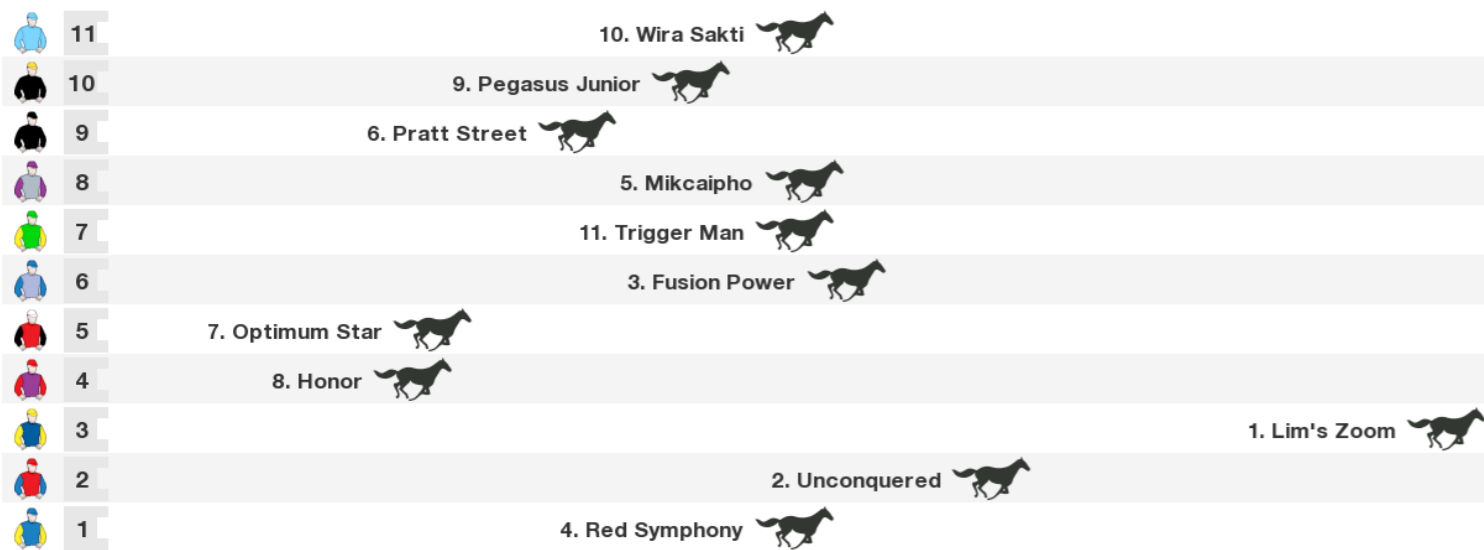 11 10. Wira Sakti
10 9. Pegasus Junior
9 6. Pratt Street
8 5. Mikcaipho
7 11. Trigger Man
6 3. Fusion Power
5 7. Optimum Star
4 8. Honor
3 1. Lim's Zoom
2 2. Unconquered
1 4. Red Symphony